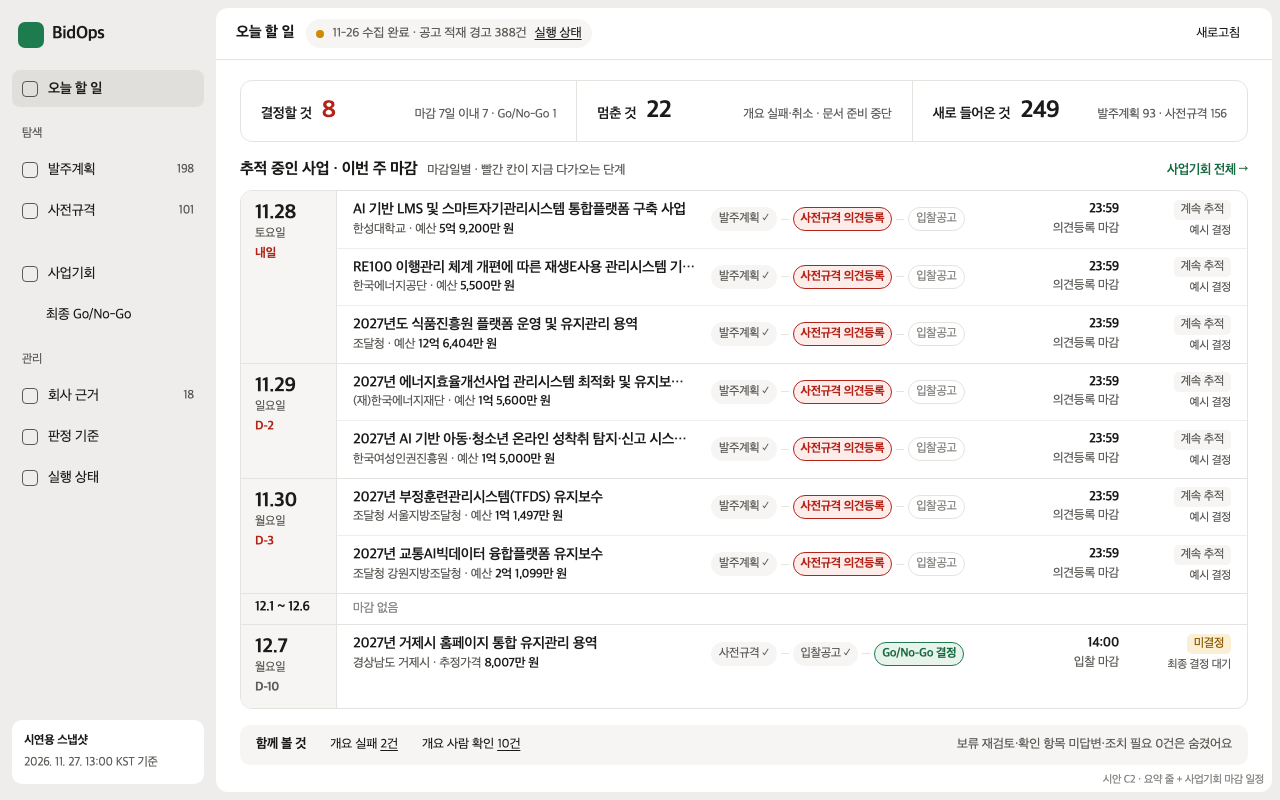 BidOps
오늘 할 일
탐색
발주계획 198
사전규격 101
사업기회
최종 Go/No-Go
관리
회사 근거 18
판정 기준
실행 상태
시연용 스냅샷
2026. 11. 27. 13:00 KST 기준
오늘 할 일 11-26 수집 완료 · 공고 적재 경고 388건 실행 상태 새로고침
결정할 것 8 마감 7일 이내 7 · Go/No-Go 1
멈춘 것 22 개요 실패·취소 · 문서 준비 중단
새로 들어온 것 249 발주계획 93 · 사전규격 156
추적 중인 사업 · 이번 주 마감 마감일별 · 빨간 칸이 지금 다가오는 단계 사업기회 전체 →
11.28
토요일
내일
AI 기반 LMS 및 스마트자기관리시스템 통합플랫폼 구축 사업
한성대학교 · 예산 5억 9,200만 원
발주계획 ✓ 사전규격 의견등록 입찰공고
23:59
의견등록 마감
계속 추적
예시 결정
RE100 이행관리 체계 개편에 따른 재생E사용 관리시스템 기…
한국에너지공단 · 예산 5,500만 원
발주계획 ✓ 사전규격 의견등록 입찰공고
23:59
의견등록 마감
계속 추적
예시 결정
2027년도 식품진흥원 플랫폼 운영 및 유지관리 용역
조달청 · 예산 12억 6,404만 원
발주계획 ✓ 사전규격 의견등록 입찰공고
23:59
의견등록 마감
계속 추적
예시 결정
11.29
일요일
D-2
2027년 에너지효율개선사업 관리시스템 최적화 및 유지보…
(재)한국에너지재단 · 예산 1억 5,600만 원
발주계획 ✓ 사전규격 의견등록 입찰공고
23:59
의견등록 마감
계속 추적
예시 결정
2027년 AI 기반 아동·청소년 온라인 성착취 탐지·신고 시스…
한국여성인권진흥원 · 예산 1억 5,000만 원
발주계획 ✓ 사전규격 의견등록 입찰공고
23:59
의견등록 마감
계속 추적
예시 결정
11.30
월요일
D-3
2027년 부정훈련관리시스템(TFDS) 유지보수
조달청 서울지방조달청 · 예산 1억 1,497만 원
발주계획 ✓ 사전규격 의견등록 입찰공고
23:59
의견등록 마감
계속 추적
예시 결정
2027년 교통AI빅데이터 융합플랫폼 유지보수
조달청 강원지방조달청 · 예산 2억 1,099만 원
발주계획 ✓ 사전규격 의견등록 입찰공고
23:59
의견등록 마감
계속 추적
예시 결정
12.1 ~ 12.6 마감 없음
12.7
월요일
D-10
2027년 거제시 홈페이지 통합 유지관리 용역
경상남도 거제시 · 추정가격 8,007만 원
사전규격 ✓ 입찰공고 ✓ Go/No-Go 결정
14:00
입찰 마감
미결정
최종 결정 대기
함께 볼 것 개요 실패 2건 개요 사람 확인 10건 보류 재검토·확인 항목 미답변·조치 필요 0건은 숨겼어요
시안 C2 · 요약 줄 + 사업기회 마감 일정